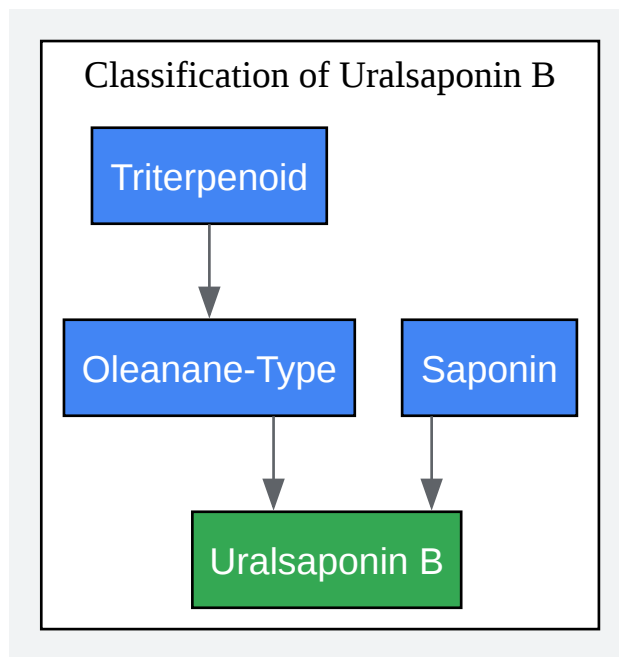 Classification of Uralsaponin B
Triterpenoid
Oleanane-Type
Saponin
Uralsaponin B